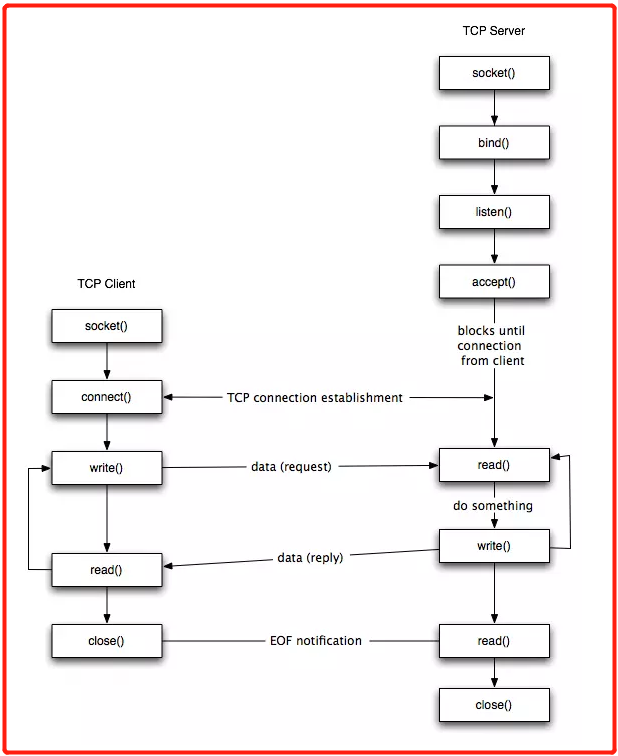 TCP Server
socket()
bind()
listen()
accept()
blocks until
connection
from client
TCP Client
socket()
connect()
TCP connection establishment
write()
data (request)
read()
do something
write()
data (reply)
read()
close()
EOF notification
read()
close()